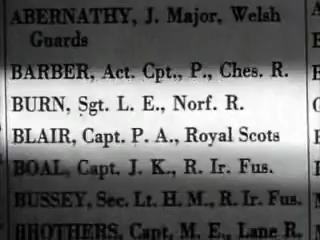 ABERNATHY, J. Major, Welsh
Guards
BARBER, Act. Cpt., P., Ches. R.
BURN, Sgt. L. E., Norf. R.
BLAIR, Capt. P. A., Royal Scots
BOAL, Capt. J. K., R. Ir. Fus.
BUSSEY, Sec. Lt. H. M., R. Ir. Fus.
BROTHERS, Capt. M. E., Lane R.